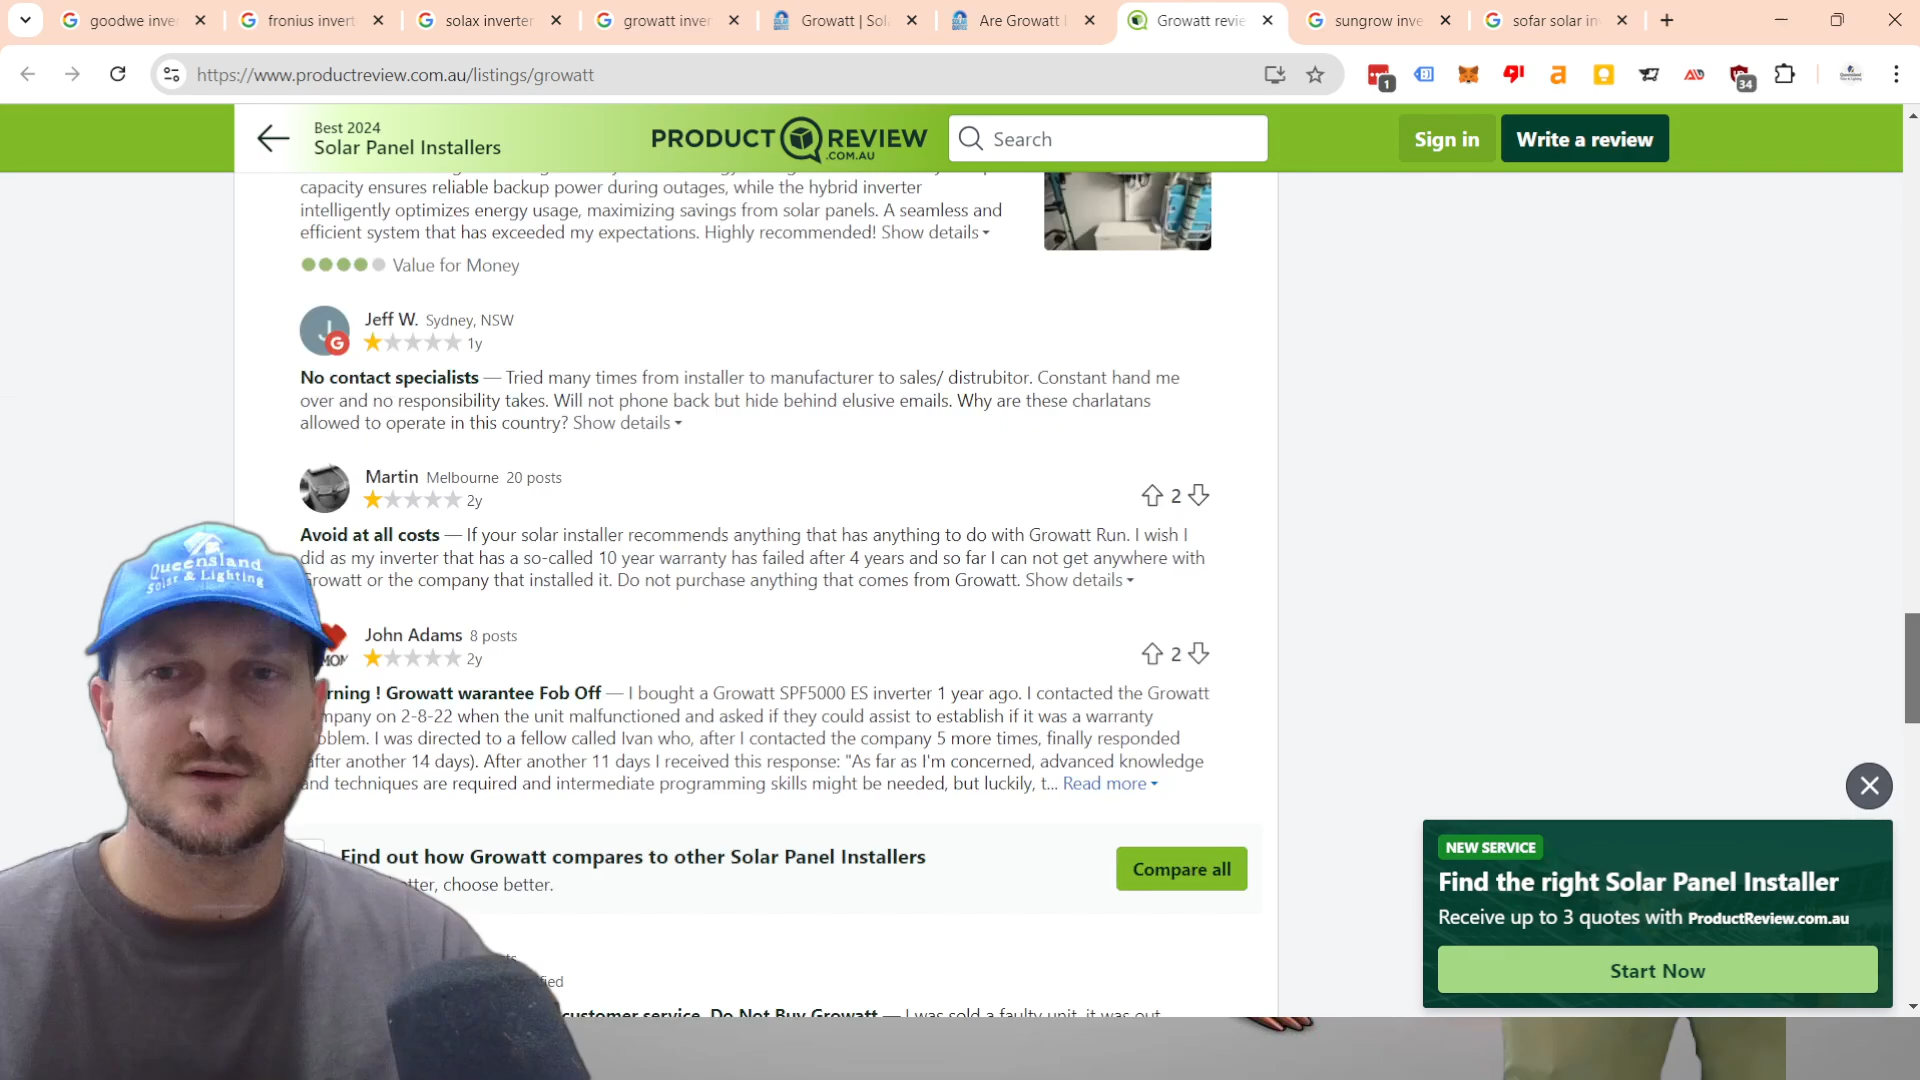 goodwe inver
fronius invert
solax inverter
growatt inver
Growatt | Sol
Are Growatt
Growatt revie
sungrow inve
sofar solar in
https://www.productreview.com.au/listings/growatt
1
34
Best 2024
Solar Panel Installers
PRODUCT REVIEW
.COM.AU
Search
Sign in
Write a review
capacity ensures reliable backup power during outages, while the hybrid inverter
intelligently optimizes energy usage, maximizing savings from solar panels. A seamless and
efficient system that has exceeded my expectations. Highly recommended! Show details
Value for Money
J
G
Jeff W. Sydney, NSW
1y
No contact specialists — Tried many times from installer to manufacturer to sales/ distrubitor. Constant hand me
over and no responsibility takes. Will not phone back but hide behind elusive emails. Why are these charlatans
allowed to operate in this country? Show details
Martin Melbourne 20 posts
2y
2
Avoid at all costs — If your solar installer recommends anything that has anything to do with Growatt Run. I wish I
did as my inverter that has a so-called 10 year warranty has failed after 4 years and so far I can not get anywhere with
Growatt or the company that installed it. Do not purchase anything that comes from Growatt. Show details
John Adams 8 posts
2y
2
rning ! Growatt warantee Fob Off — I bought a Growatt SPF5000 ES inverter 1 year ago. I contacted the Growatt
mpany on 2-8-22 when the unit malfunctioned and asked if they could assist to establish if it was a warranty
oblem. I was directed to a fellow called Ivan who, after I contacted the company 5 more times, finally responded
after another 14 days). After another 11 days I received this response: "As far as I'm concerned, advanced knowledge
and techniques are required and intermediate programming skills might be needed, but luckily, t... Read more
Find out how Growatt compares to other Solar Panel Installers
tter, choose better.
Compare all
customer service. Do Not Buy Growatt — I was sold a faulty unit, it was out
NEW SERVICE
Find the right Solar Panel Installer
Receive up to 3 quotes with ProductReview.com.au
Start Now
Queensland
Solar & Lighting